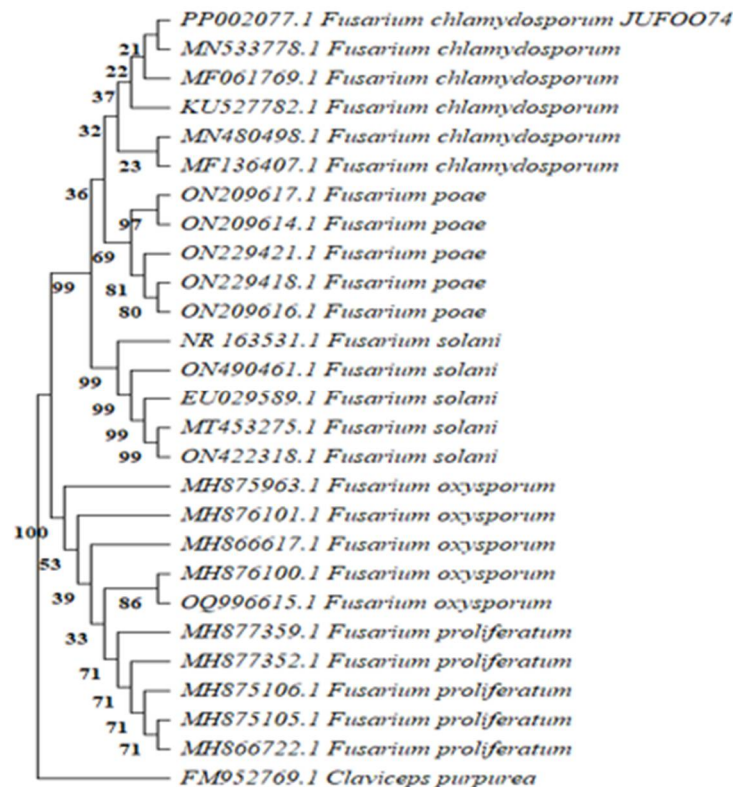 PP002077.1 Fusarium chlamydosporum JUFOO74
21 MN533778.1 Fusarium chlamydosporum
22 MF061769.1 Fusarium chlamydosporum
37 KU527782.1 Fusarium chlamydosporum
32 MN480498.1 Fusarium chlamydosporum
23 MF136407.1 Fusarium chlamydosporum
36 ON209617.1 Fusarium poae
97 ON209614.1 Fusarium poae
69 ON229421.1 Fusarium poae
99 81 ON229418.1 Fusarium poae
80 ON209616.1 Fusarium poae
NR 163531.1 Fusarium solani
99 ON490461.1 Fusarium solani
99 EU029589.1 Fusarium solani
99 MT453275.1 Fusarium solani
99 ON422318.1 Fusarium solani
MH875963.1 Fusarium oxysporum
100 MH876101.1 Fusarium oxysporum
53 MH866617.1 Fusarium oxysporum
39 MH876100.1 Fusarium oxysporum
86 OQ996615.1 Fusarium oxysporum
33 MH877359.1 Fusarium proliferatum
71 MH877352.1 Fusarium proliferatum
71 MH875106.1 Fusarium proliferatum
71 MH875105.1 Fusarium proliferatum
71 MH866722.1 Fusarium proliferatum
FM952769.1 Claviceps purpurea